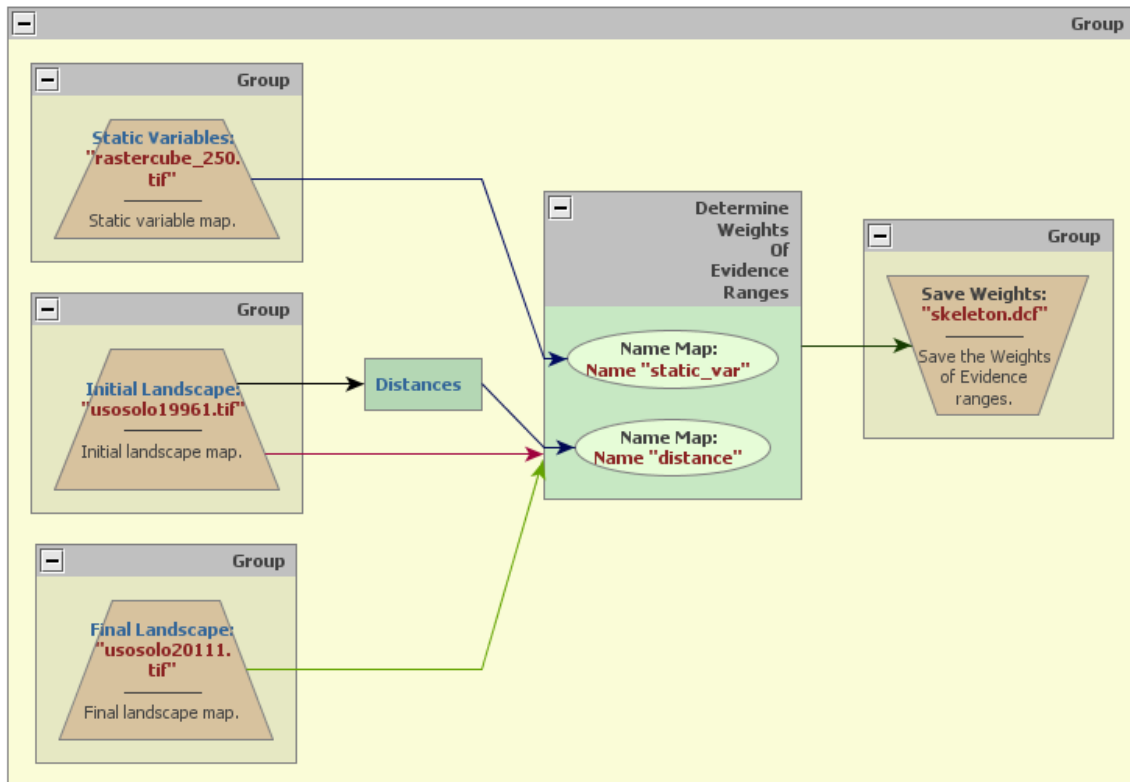 Group
Group
Static Variables:
"rastercube_250.
tif"
Static variable map.
Group
Initial Landscape:
"usosolo19961.tif"
Initial landscape map.
Distances
Group
Final Landscape:
"usosolo20111.
tif"
Final landscape map.
Determine
Weights
Of
Evidence
Ranges
Name Map:
Name "static_var"
Name Map:
Name "distance"
Group
Save Weights:
"skeleton.dcf"
Save the Weights
of Evidence
ranges.